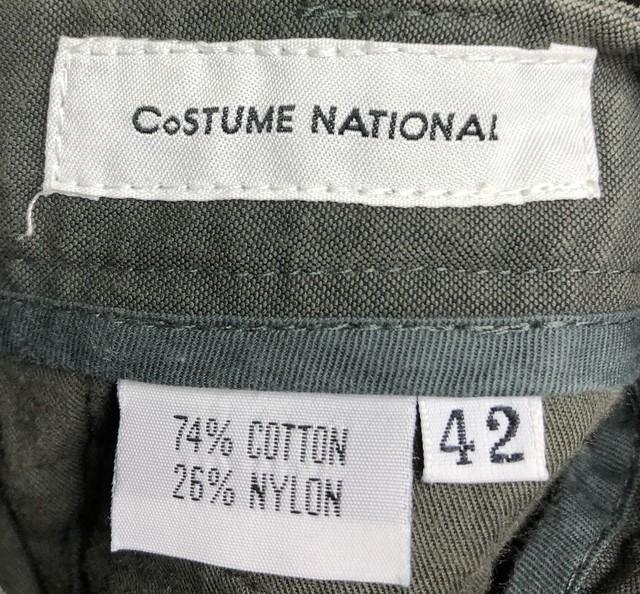 CoSTUME NATIONAL
74% COTTON
26% NYLON
42